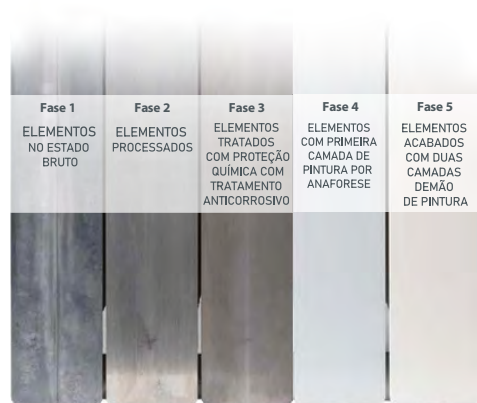 Fase 1
ELEMENTOS
NO ESTADO
BRUTO
Fase 2
ELEMENTOS
PROCESSADOS
Fase 3
ELEMENTOS
TRATADOS
COM PROTEÇÃO
QUÍMICA COM
TRATAMENTO
ANTICORROSIVO
Fase 4
ELEMENTOS
COM PRIMEIRA
CAMADA DE
PINTURA POR
ANAFORESE
Fase 5
ELEMENTOS
ACABADOS
COM DUAS
CAMADAS
DEMÃO
DE PINTURA